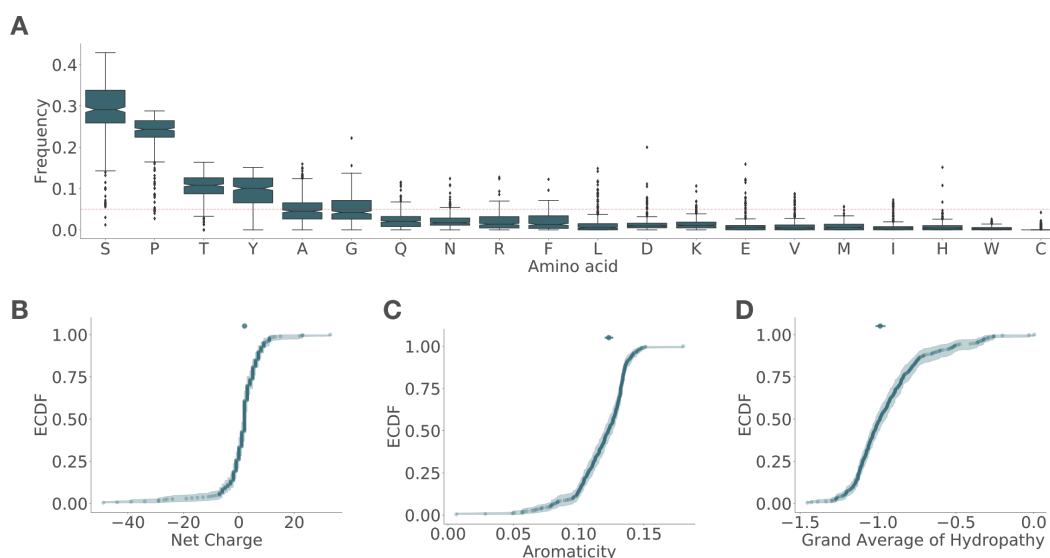 A
Frequency
0.4
0.3
0.2
0.1
0.0
S P T Y A G Q N R F L D K E V M I H W C
Amino acid
B
ECDF
1.00
0.75
0.50
0.25
0.00
−40 −20 0 20
Net Charge
C
ECDF
1.00
0.75
0.50
0.25
0.00
0.00 0.05 0.10 0.15
Aromaticity
D
ECDF
1.00
0.75
0.50
0.25
0.00
−1.5 −1.0 −0.5 0.0
Grand Average of Hydropathy